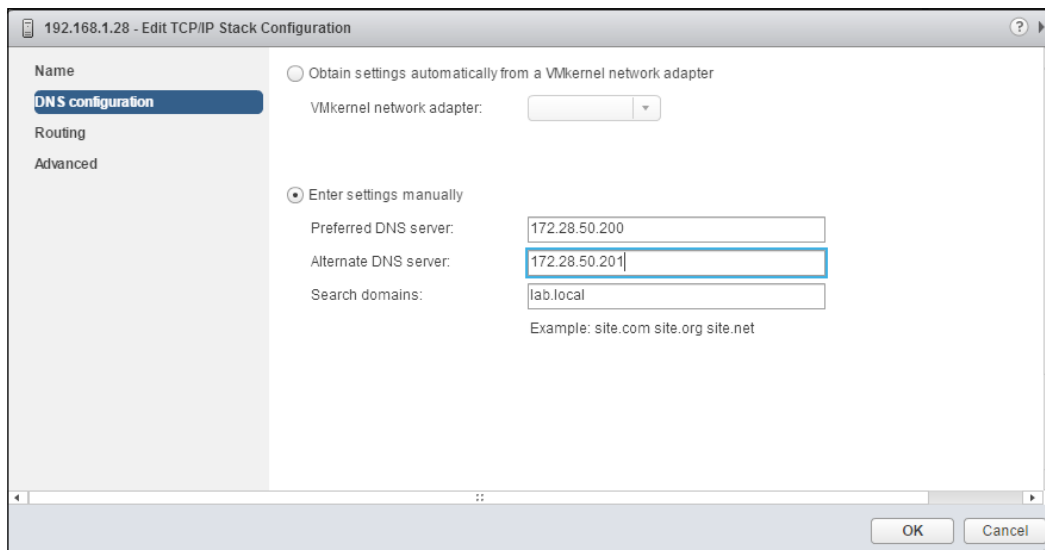 192.168.1.28 - Edit TCP/IP Stack Configuration
?
Name
DNS configuration
Routing
Advanced
Obtain settings automatically from a VMkernel network adapter
VMkernel network adapter:
Enter settings manually
Preferred DNS server: 172.28.50.200
Alternate DNS server: 172.28.50.201
Search domains: lab.local
Example: site.com site.org site.net
OK Cancel